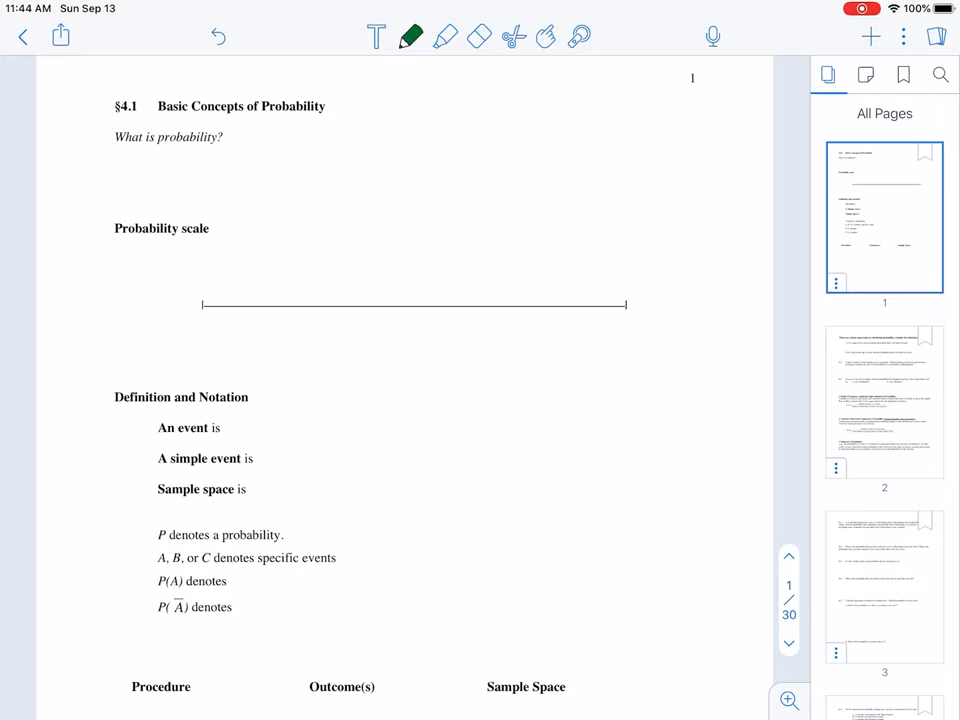 11:44 AM Sun Sep 13
100%
All Pages
1
§4.1 Basic Concepts of Probability
What is probability?
Probability scale
Definition and Notation
An event is
A simple event is
Sample space is
P denotes a probability.
A, B, or C denotes specific events
P(A) denotes
P( A̅ ) denotes
Procedure Outcome(s) Sample Space
1
/
30
1
2
3